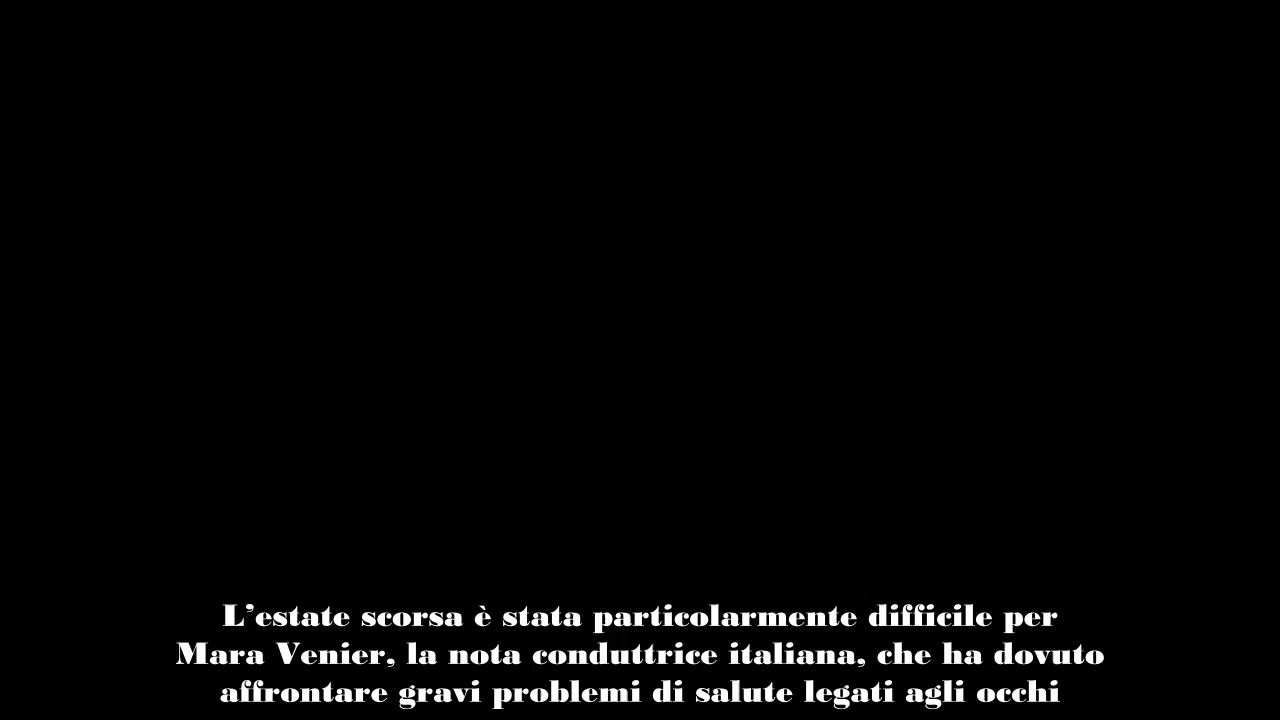 L’estate scorsa è stata particolarmente difficile per
Mara Venier, la nota conduttrice italiana, che ha dovuto
affrontare gravi problemi di salute legati agli occhi